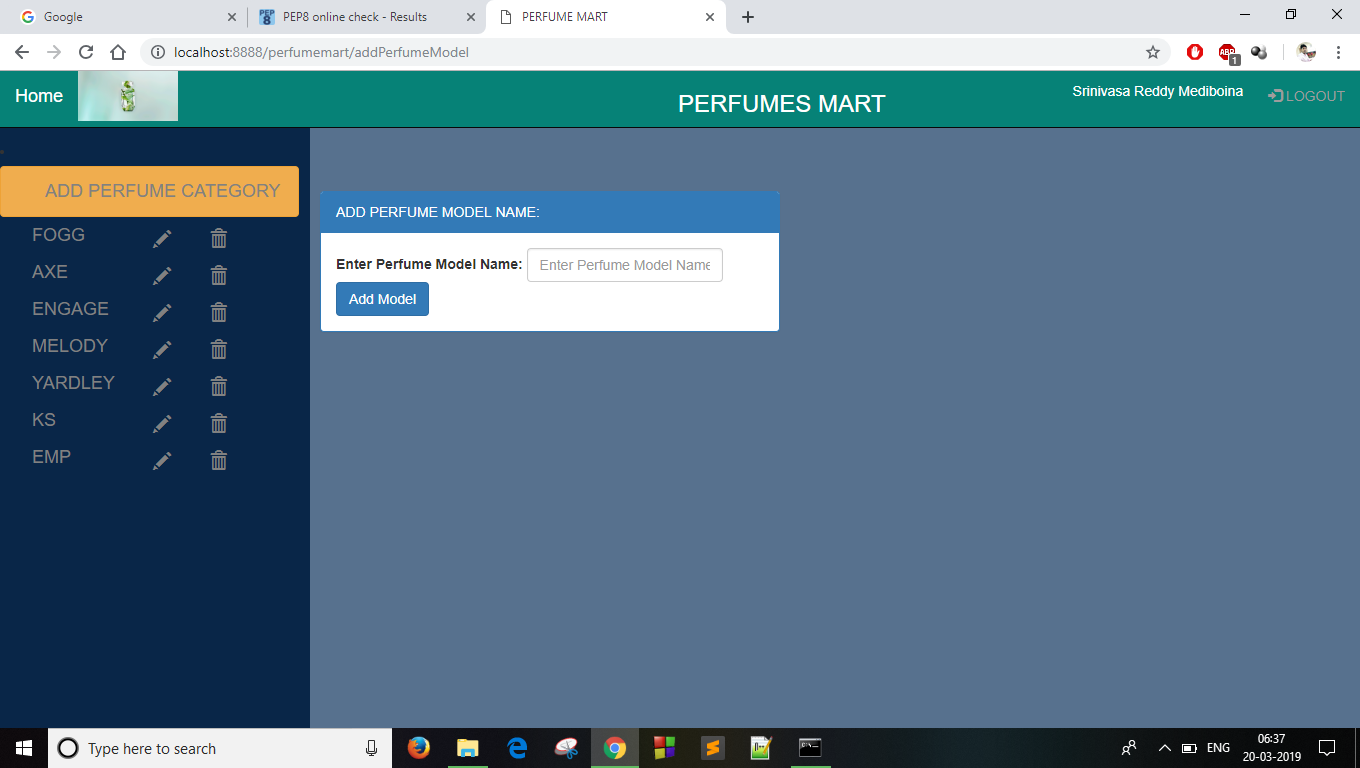 Google
PEP8 online check - Results
PERFUME MART
localhost:8888/perfumemart/addPerfumeModel
ABP
1
Home
PERFUMES MART
Srinivasa Reddy Mediboina
LOGOUT
ADD PERFUME CATEGORY
FOGG
AXE
ENGAGE
MELODY
YARDLEY
KS
EMP
ADD PERFUME MODEL NAME:
Enter Perfume Model Name:
Enter Perfume Model Name
Add Model
Type here to search
ENG
06:37
20-03-2019